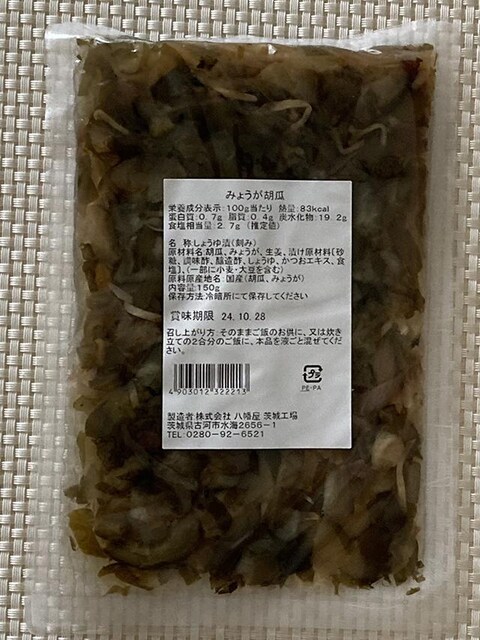 みょうが胡瓜
栄養成分表示:100g当たり 熱量:83kcal
蛋白質:0.7g 脂質:0.4g 炭水化物:19.2g
食塩相当量:2.7g (推定値)
名 称:しょうゆ漬(刻み)
原材料名:胡瓜、みょうが、生姜、漬け原材料〔砂
糖、調味酢、醸造酢、しょうゆ、かつおエキス、食
塩〕、(一部に小麦・大豆を含む)
原料原産地名:国産(胡瓜、みょうが)
内容量:150g
保存方法:冷暗所にて保存してください
賞味期限 24.10.28
召し上がり方:そのままご飯のお供に、又は炊き
立ての2合分のご飯に、本品を液ごと混ぜてくだ
さい。
4903012322213
PE-PA
製造者:株式会社 八幡屋 茨城工場
茨城県古河市水海2656-1
TEL:0280-92-6521